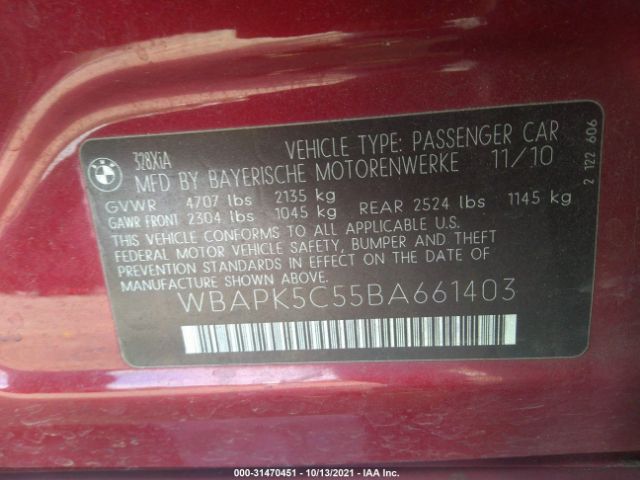 BMW
328XiA
VEHICLE TYPE: PASSENGER CAR
MFD BY BAYERISCHE MOTORENWERKE 11/10
GVWR 4707 lbs 2135 kg
GAWR FRONT 2304 lbs 1045 kg REAR 2524 lbs 1145 kg
THIS VEHICLE CONFORMS TO ALL APPLICABLE U.S.
FEDERAL MOTOR VEHICLE SAFETY, BUMPER AND THEFT
PREVENTION STANDARDS IN EFFECT ON THE DATE OF
MANUFACTURE SHOWN ABOVE.
WBAPK5C55BA661403
2 122 606
000-31470451 - 10/13/2021 - IAA Inc.